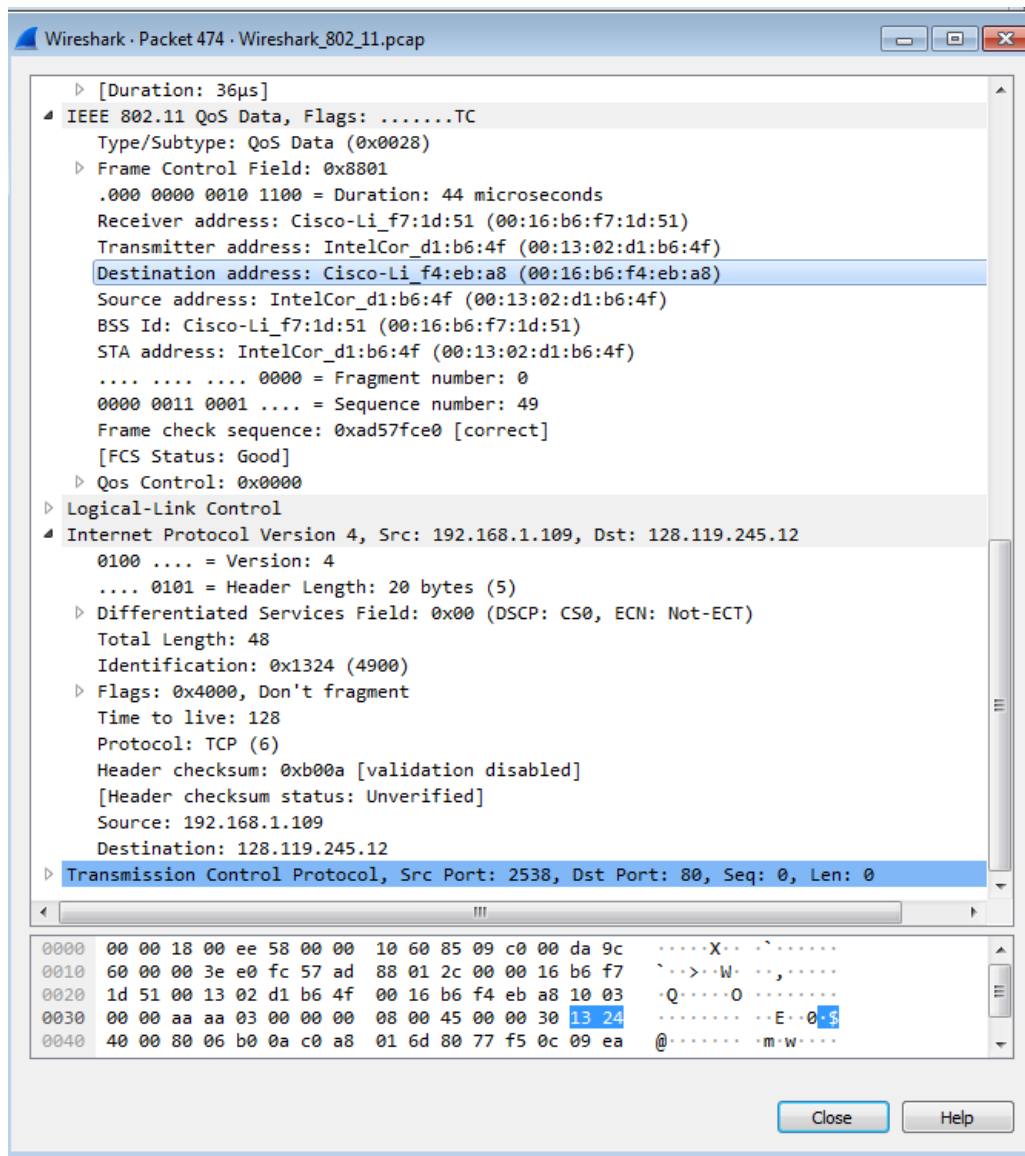 Wireshark · Packet 474 · Wireshark_802_11.pcap
[Duration: 36µs]
IEEE 802.11 QoS Data, Flags: .......TC
Type/Subtype: QoS Data (0x0028)
Frame Control Field: 0x8801
.000 0000 0010 1100 = Duration: 44 microseconds
Receiver address: Cisco-Li_f7:1d:51 (00:16:b6:f7:1d:51)
Transmitter address: IntelCor_d1:b6:4f (00:13:02:d1:b6:4f)
Destination address: Cisco-Li_f4:eb:a8 (00:16:b6:f4:eb:a8)
Source address: IntelCor_d1:b6:4f (00:13:02:d1:b6:4f)
BSS Id: Cisco-Li_f7:1d:51 (00:16:b6:f7:1d:51)
STA address: IntelCor_d1:b6:4f (00:13:02:d1:b6:4f)
.... .... .... 0000 = Fragment number: 0
0000 0011 0001 .... = Sequence number: 49
Frame check sequence: 0xad57fce0 [correct]
[FCS Status: Good]
Qos Control: 0x0000
Logical-Link Control
Internet Protocol Version 4, Src: 192.168.1.109, Dst: 128.119.245.12
0100 .... = Version: 4
.... 0101 = Header Length: 20 bytes (5)
Differentiated Services Field: 0x00 (DSCP: CS0, ECN: Not-ECT)
Total Length: 48
Identification: 0x1324 (4900)
Flags: 0x4000, Don't fragment
Time to live: 128
Protocol: TCP (6)
Header checksum: 0xb00a [validation disabled]
[Header checksum status: Unverified]
Source: 192.168.1.109
Destination: 128.119.245.12
Transmission Control Protocol, Src Port: 2538, Dst Port: 80, Seq: 0, Len: 0
0000 00 00 18 00 ee 58 00 00 10 60 85 09 c0 00 da 9c ·····X·· ·`······
0010 60 00 00 3e e0 fc 57 ad 88 01 2c 00 00 16 b6 f7 `··>··W· ··,·····
0020 1d 51 00 13 02 d1 b6 4f 00 16 b6 f4 eb a8 10 03 ·Q·····O ········
0030 00 00 aa aa 03 00 00 00 08 00 45 00 00 30 13 24 ········ ··E··0·$
0040 40 00 80 06 b0 0a c0 a8 01 6d 80 77 f5 0c 09 ea @······· ·m·w····
Close Help